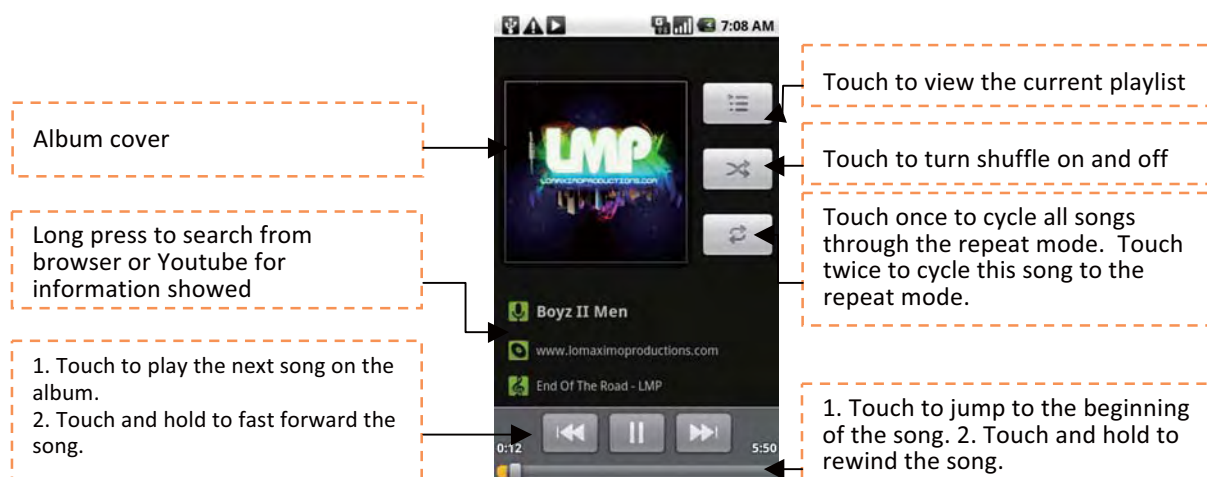 7:08 AM
Album cover
Long press to search from
browser or Youtube for
information showed
1. Touch to play the next song on the
album.
2. Touch and hold to fast forward the
song.
LMP
LOMAXIMOPRODUCTIONS.COM
Boyz II Men
www.lomaximoproductions.com
End Of The Road - LMP
0:12
5:50
Touch to view the current playlist
Touch to turn shuffle on and off
Touch once to cycle all songs
through the repeat mode.  Touch
twice to cycle this song to the
repeat mode.
1. Touch to jump to the beginning
of the song. 2. Touch and hold to
rewind the song.